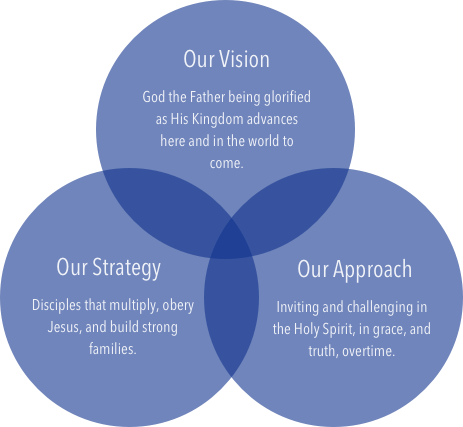 Our Vision
God the Father being glorified
as His Kingdom advances
here and in the world to
come.
Our Strategy
Disciples that multiply, obery
Jesus, and build strong
families.
Our Approach
Inviting and challenging in
the Holy Spirit, in grace, and
truth, overtime.